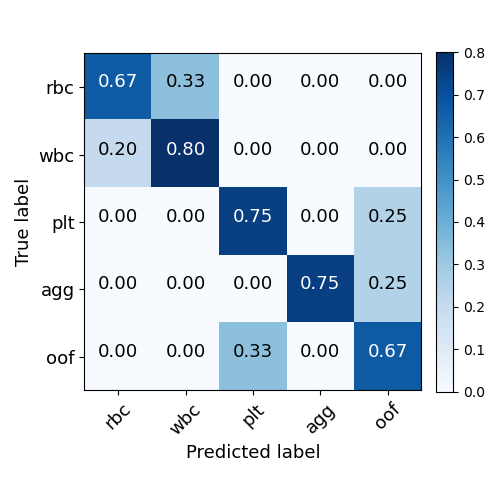 rbc 0.67 0.33 0.00 0.00 0.00
wbc 0.20 0.80 0.00 0.00 0.00
plt 0.00 0.00 0.75 0.00 0.25
agg 0.00 0.00 0.00 0.75 0.25
oof 0.00 0.00 0.33 0.00 0.67
rbc wbc plt agg oof
Predicted label
True label
0.8
0.7
0.6
0.5
0.4
0.3
0.2
0.1
0.0